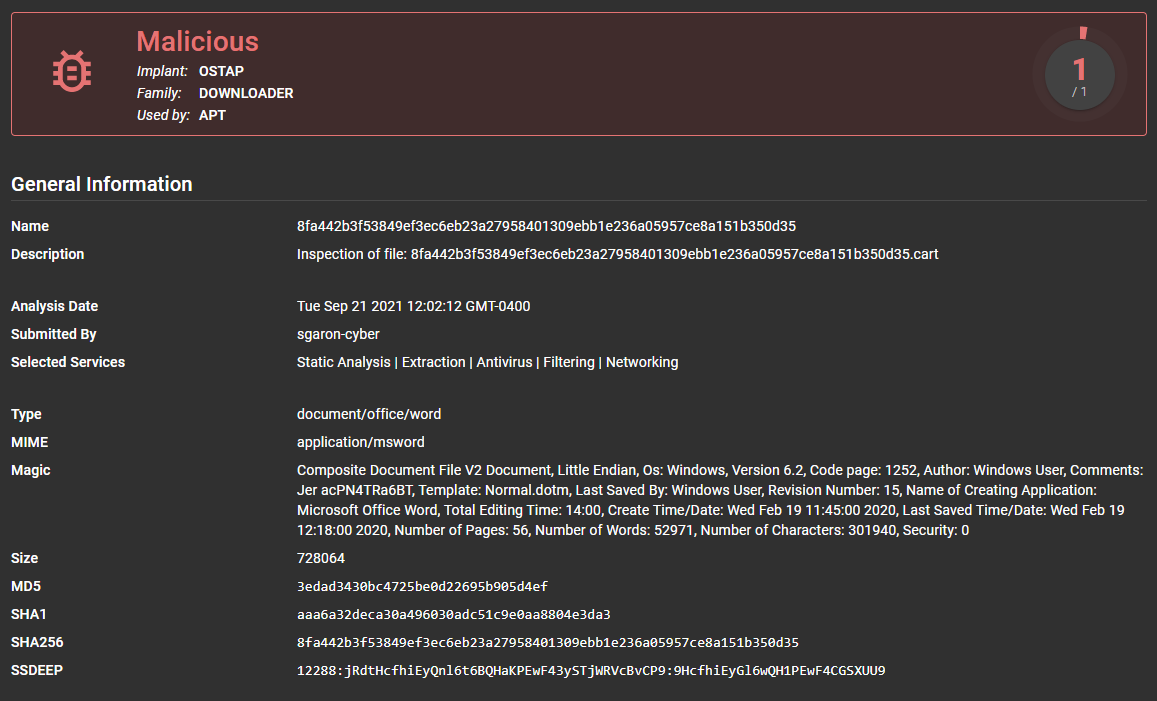 Malicious
Implant: OSTAP
Family: DOWNLOADER
Used by: APT
1
/ 1
General Information
Name 8fa442b3f53849ef3ec6eb23a27958401309ebb1e236a05957ce8a151b350d35
Description Inspection of file: 8fa442b3f53849ef3ec6eb23a27958401309ebb1e236a05957ce8a151b350d35.cart
Analysis Date Tue Sep 21 2021 12:02:12 GMT-0400
Submitted By sgaron-cyber
Selected Services Static Analysis | Extraction | Antivirus | Filtering | Networking
Type document/office/word
MIME application/msword
Magic Composite Document File V2 Document, Little Endian, Os: Windows, Version 6.2, Code page: 1252, Author: Windows User, Comments:
Jer acPN4TRa6BT, Template: Normal.dotm, Last Saved By: Windows User, Revision Number: 15, Name of Creating Application:
Microsoft Office Word, Total Editing Time: 14:00, Create Time/Date: Wed Feb 19 11:45:00 2020, Last Saved Time/Date: Wed Feb 19
12:18:00 2020, Number of Pages: 56, Number of Words: 52971, Number of Characters: 301940, Security: 0
Size 728064
MD5 3edad3430bc4725be0d22695b905d4ef
SHA1 aaa6a32deca30a496030adc51c9e0aa8804e3da3
SHA256 8fa442b3f53849ef3ec6eb23a27958401309ebb1e236a05957ce8a151b350d35
SSDEEP 12288:jRdtHcfhiEyQnl6t6BQHaKPEwF43ySTjWRVcBvCP9:9HcfhiEyGl6wQH1PEwF4CGSXUU9